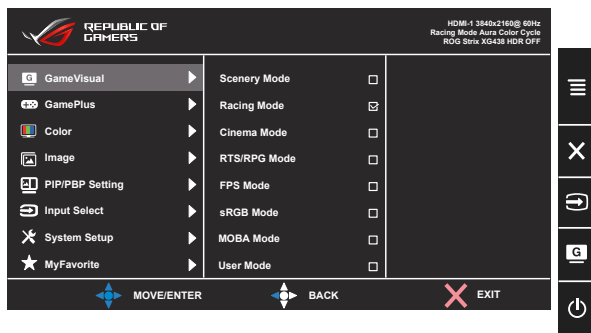 REPUBLIC OF
GAMERS
HDMI-1 3840x2160@ 60Hz
Racing Mode Aura Color Cycle
ROG Strix XG438 HDR OFF
G GameVisual
GamePlus
Color
Image
PIP/PBP Setting
Input Select
System Setup
MyFavorite
Scenery Mode
Racing Mode
Cinema Mode
RTS/RPG Mode
FPS Mode
sRGB Mode
MOBA Mode
User Mode
MOVE/ENTER
BACK
EXIT
G